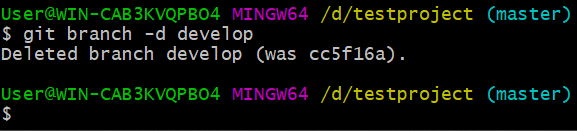 User@WIN-CAB3KVQPBO4 MINGW64 /d/testproject (master)
$ git branch -d develop
Deleted branch develop (was cc5f16a).
User@WIN-CAB3KVQPBO4 MINGW64 /d/testproject (master)
$